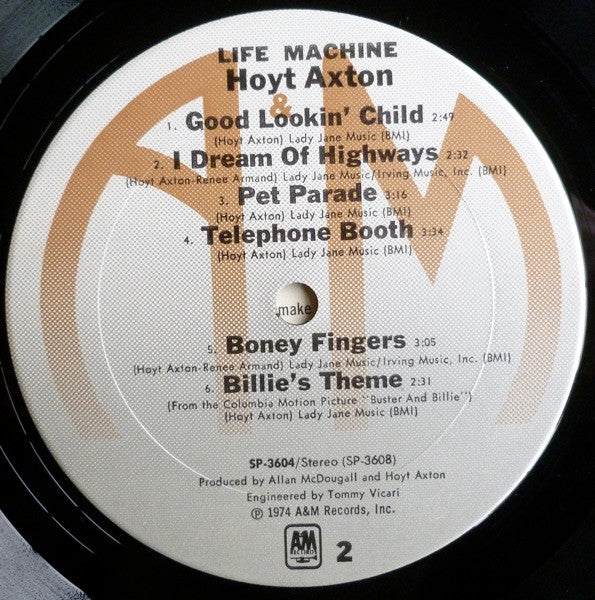 LIFE MACHINE
Hoyt Axton
&
1. Good Lookin' Child 2:49
(Hoyt Axton) Lady Jane Music (BMI)
2. I Dream Of Highways 2:32
(Hoyt Axton-Renee Armand) Lady Jane Music/Irving Music, Inc. (BMI)
3. Pet Parade 3:16
(Hoyt Axton) Lady Jane Music (BMI)
4. Telephone Booth 3:34
(Hoyt Axton) Lady Jane Music (BMI)
make
5. Boney Fingers 3:05
(Hoyt Axton-Renee Armand) Lady Jane Music/Irving Music, Inc. (BMI)
6. Billie's Theme 2:31
(From the Columbia Motion Picture "Buster And Billie")
(Hoyt Axton) Lady Jane Music (BMI)
SP-3604/Stereo (SP-3608)
Produced by Allan McDougall and Hoyt Axton
Engineered by Tommy Vicari
℗ 1974 A&M Records, Inc.
A&M
RECORDS
2